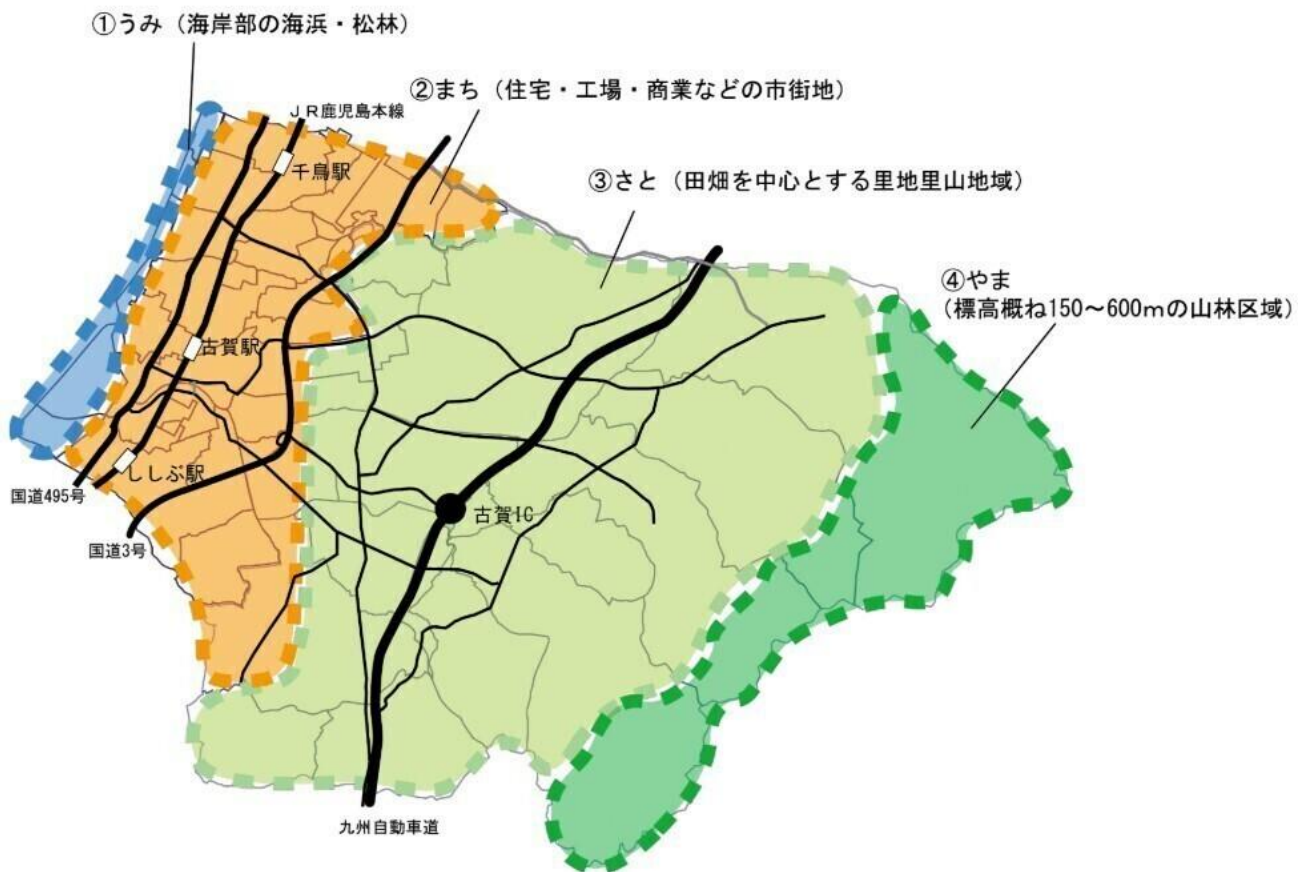 ①うみ（海岸部の海浜・松林）
②まち（住宅・工場・商業などの市街地）
ＪＲ鹿児島本線
千鳥駅
③さと（田畑を中心とする里地里山地域）
④やま
（標高概ね150～600mの山林区域）
古賀駅
ししぶ駅
国道495号
古賀IC
国道3号
九州自動車道